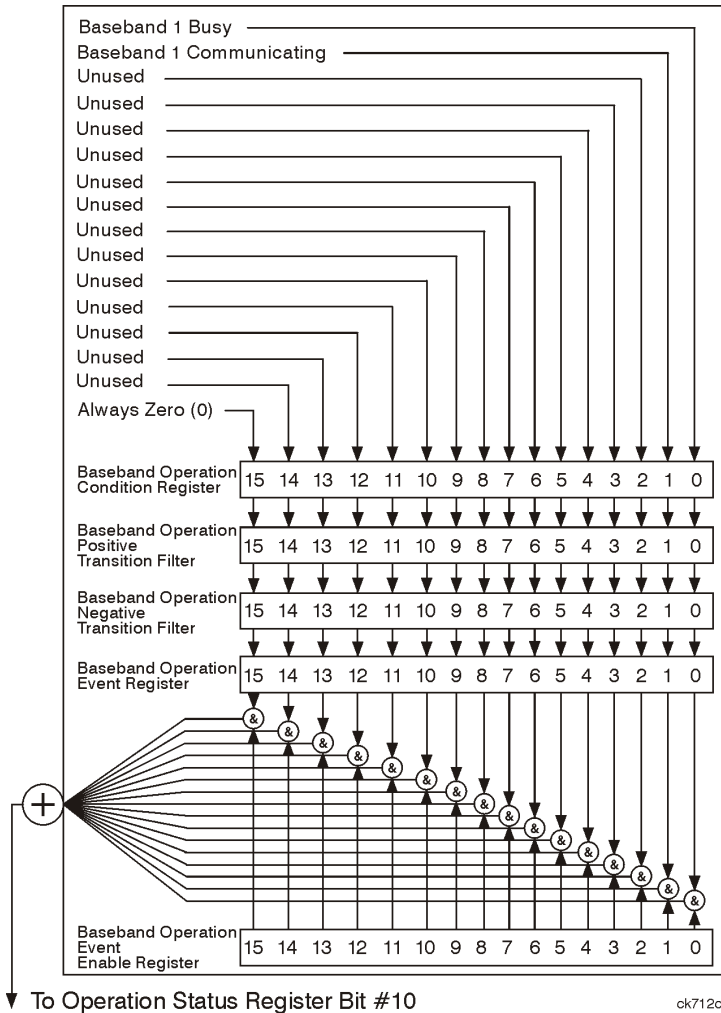 Baseband 1 Busy
Baseband 1 Communicating
Unused
Unused
Unused
Unused
Unused
Unused
Unused
Unused
Unused
Unused
Unused
Unused
Unused
Always Zero (0)
Baseband Operation
Condition Register
15 14 13 12 11 10 9 8 7 6 5 4 3 2 1 0
Baseband Operation
Positive
Transition Filter
15 14 13 12 11 10 9 8 7 6 5 4 3 2 1 0
Baseband Operation
Negative
Transition Filter
15 14 13 12 11 10 9 8 7 6 5 4 3 2 1 0
Baseband Operation
Event Register
15 14 13 12 11 10 9 8 7 6 5 4 3 2 1 0
& & & & & & & & & & & & & & & &
+
Baseband Operation
Event
Enable Register
15 14 13 12 11 10 9 8 7 6 5 4 3 2 1 0
To Operation Status Register Bit #10
ck712c